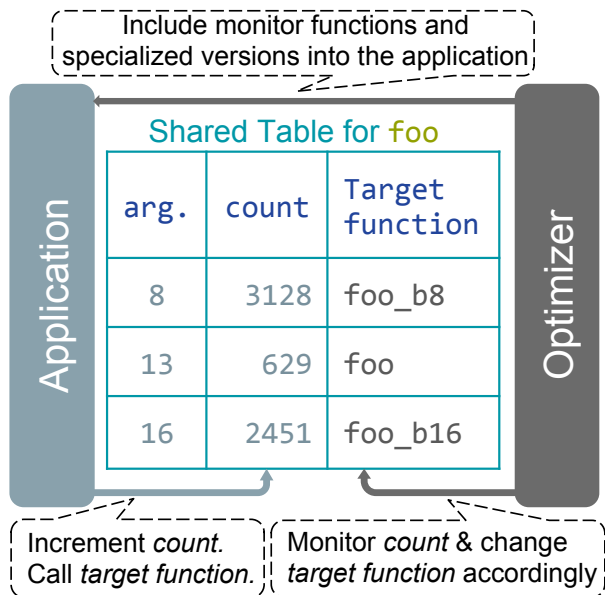 Include monitor functions and
specialized versions into the application
Shared Table for foo
Application
Optimizer
arg. count Target
function
8 3128 foo_b8
13 629 foo
16 2451 foo_b16
Increment count.
Call target function.
Monitor count & change
target function accordingly